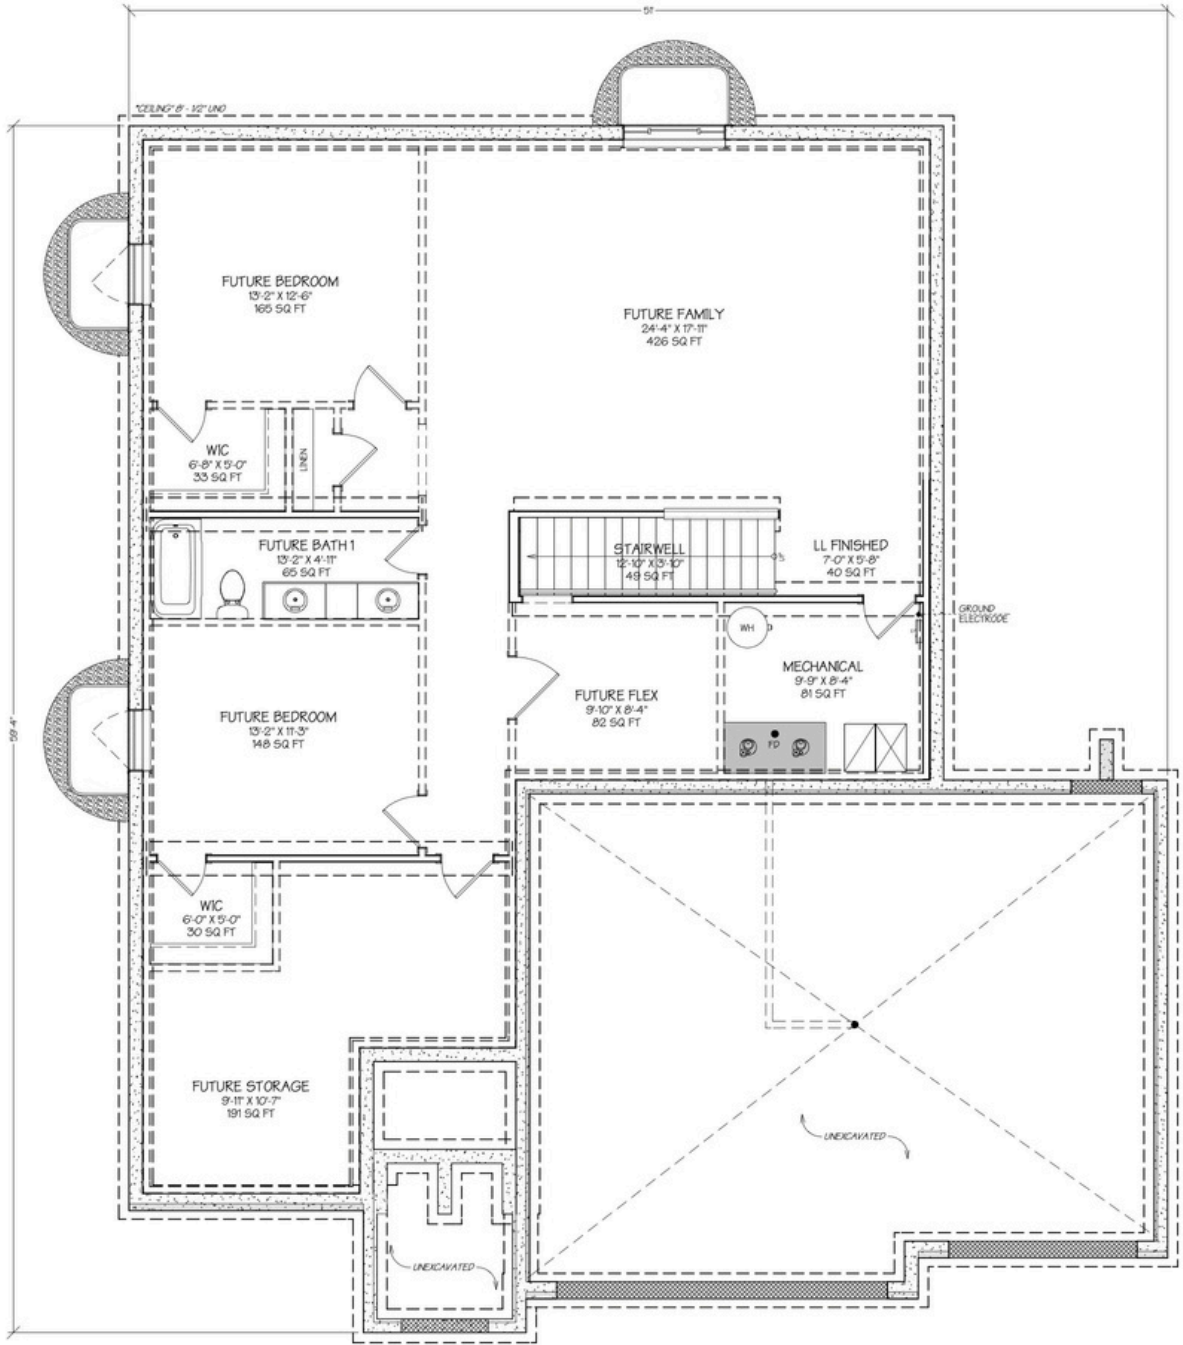 51'
"CEILING" 8' - 1/2" UNO
FUTURE BEDROOM
13'-2" X 12'-6"
165 SQ FT
FUTURE FAMILY
24'-4" X 17'-11"
426 SQ FT
WIC
6'-8" X 5'-0"
33 SQ FT
LINEN
FUTURE BATH 1
13'-2" X 4'-11"
65 SQ FT
STAIRWELL
12'-10" X 3'-10"
49 SQ FT
LL FINISHED
7'-0" X 5'-8"
40 SQ FT
GROUND
ELECTRODE
WH
MECHANICAL
9'-9" X 8'-4"
81 SQ FT
FUTURE FLEX
9'-10" X 8'-4"
82 SQ FT
FUTURE BEDROOM
13'-2" X 11'-3"
148 SQ FT
FD
59'-4"
WIC
6'-0" X 5'-0"
30 SQ FT
FUTURE STORAGE
9'-11" X 10'-7"
191 SQ FT
UNEXCAVATED
UNEXCAVATED